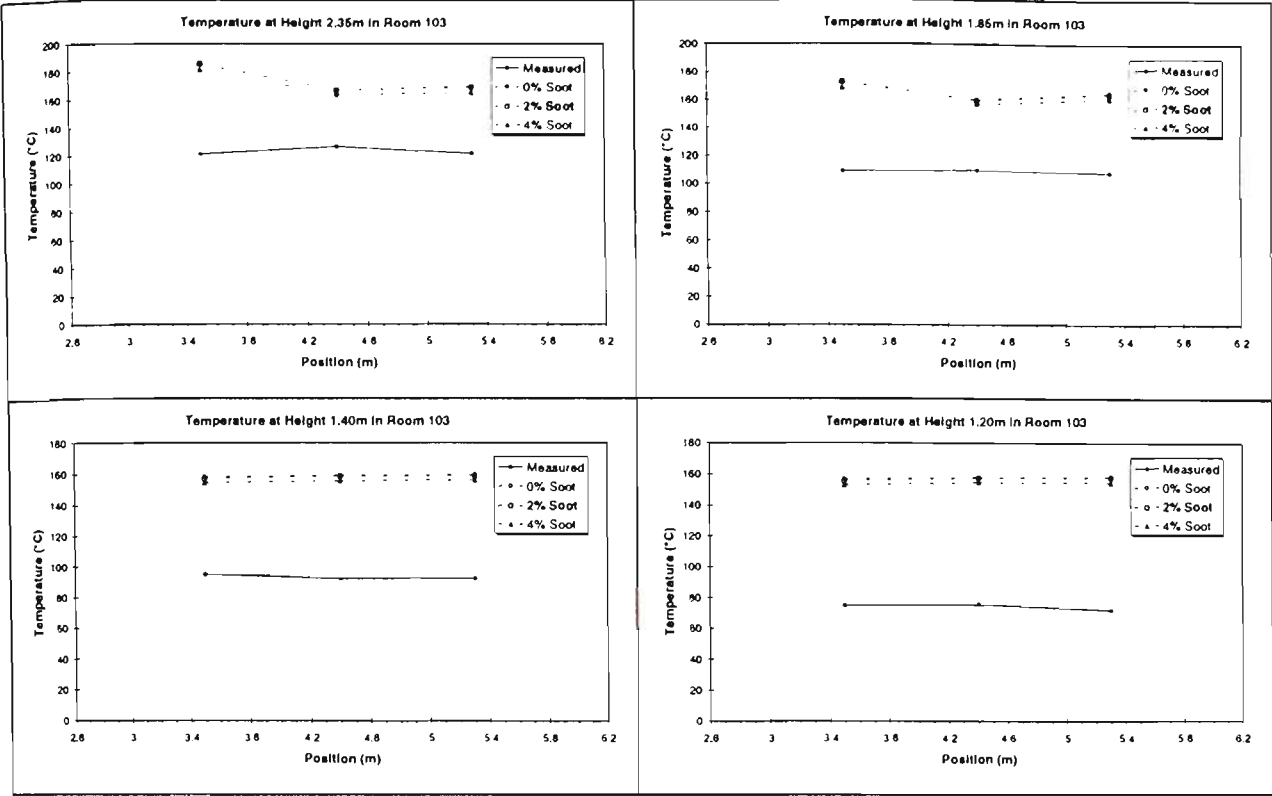 Temperature at Height 2.35m in Room 103
200
180
160
140
120
100
80
60
40
20
0
Temperature (°C)
2.6 3 3.4 3.8 4.2 4.6 5 5.4 5.8 6.2
Position (m)
Measured
0% Soot
2% Soot
4% Soot
Temperature at Height 1.85m in Room 103
200
180
160
140
120
100
80
60
40
20
0
Temperature (°C)
2.6 3 3.4 3.8 4.2 4.6 5 5.4 5.8 6.2
Position (m)
Measured
0% Soot
2% Soot
4% Soot
Temperature at Height 1.40m in Room 103
180
160
140
120
100
80
60
40
20
0
Temperature (°C)
2.6 3 3.4 3.8 4.2 4.6 5 5.4 5.8 6.2
Position (m)
Measured
0% Soot
2% Soot
4% Soot
Temperature at Height 1.20m in Room 103
180
160
140
120
100
80
60
40
20
0
Temperature (°C)
2.6 3 3.4 3.8 4.2 4.6 5 5.4 5.8 6.2
Position (m)
Measured
0% Soot
2% Soot
4% Soot